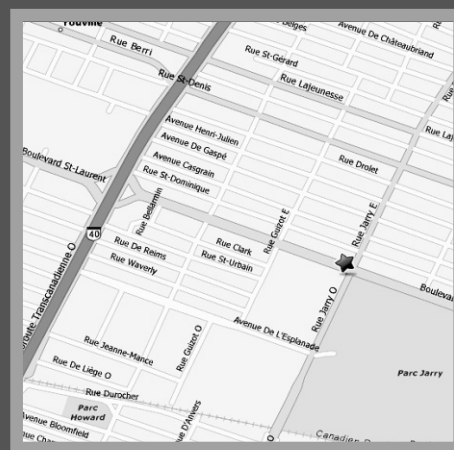 Youville
Rue Berri
Rue St-Denis
Rue St-Gérard
Avenue De Châteaubriand
Rue Lajeunesse
Avenue Henri-Julien
Avenue De Gaspé
Avenue Casgrain
Rue St-Dominique
Rue Drolet
Boulevard St-Laurent
Rue Bellarmin
Rue Guizot E
Rue Jarry E
40
Rue De Reims
Rue Clark
Rue Waverly
Rue St-Urbain
Transcanadienne O
Rue Jarry O
Avenue De L'Esplanade
Rue Jeanne-Mance
Rue Guizot O
Parc Jarry
Rue De Liège O
Rue Durocher
Parc
Howard
Avenue Bloomfield